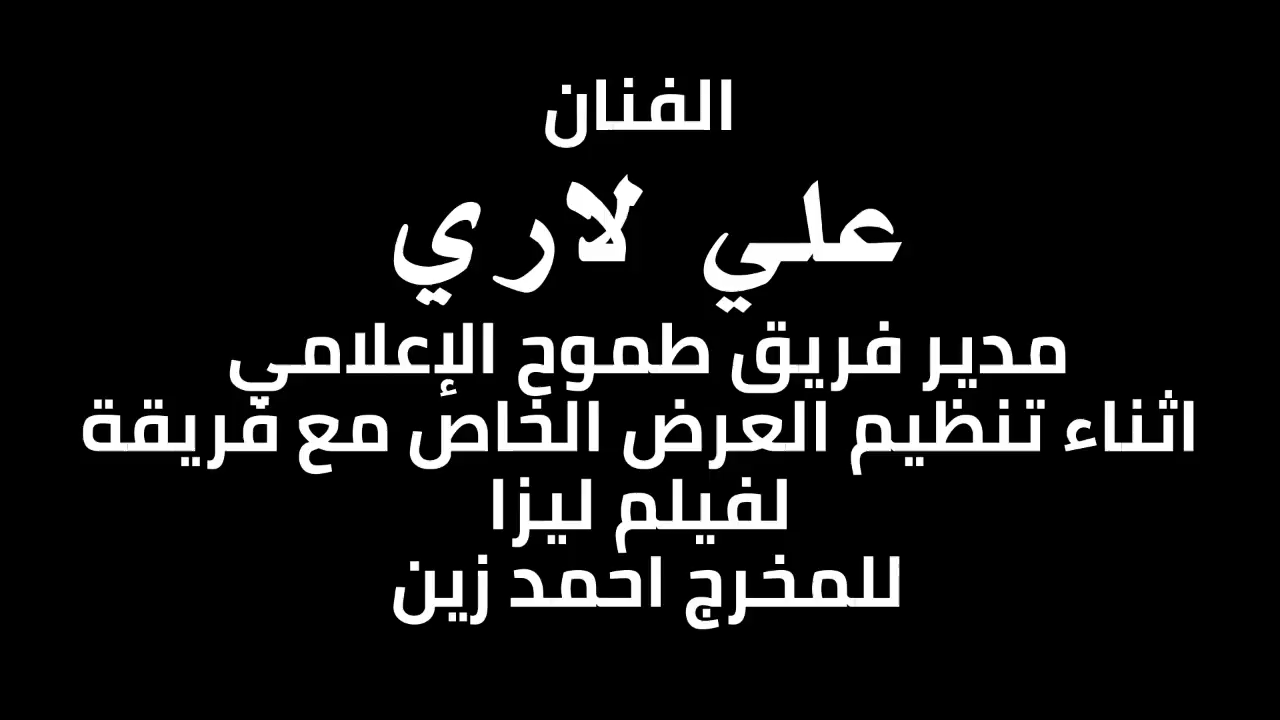 الفنان
علي لاري
مدير فريق طموح الإعلامي
اثناء تنظيم العرض الخاص مع فريقة
لفيلم ليزا
للمخرج احمد زين